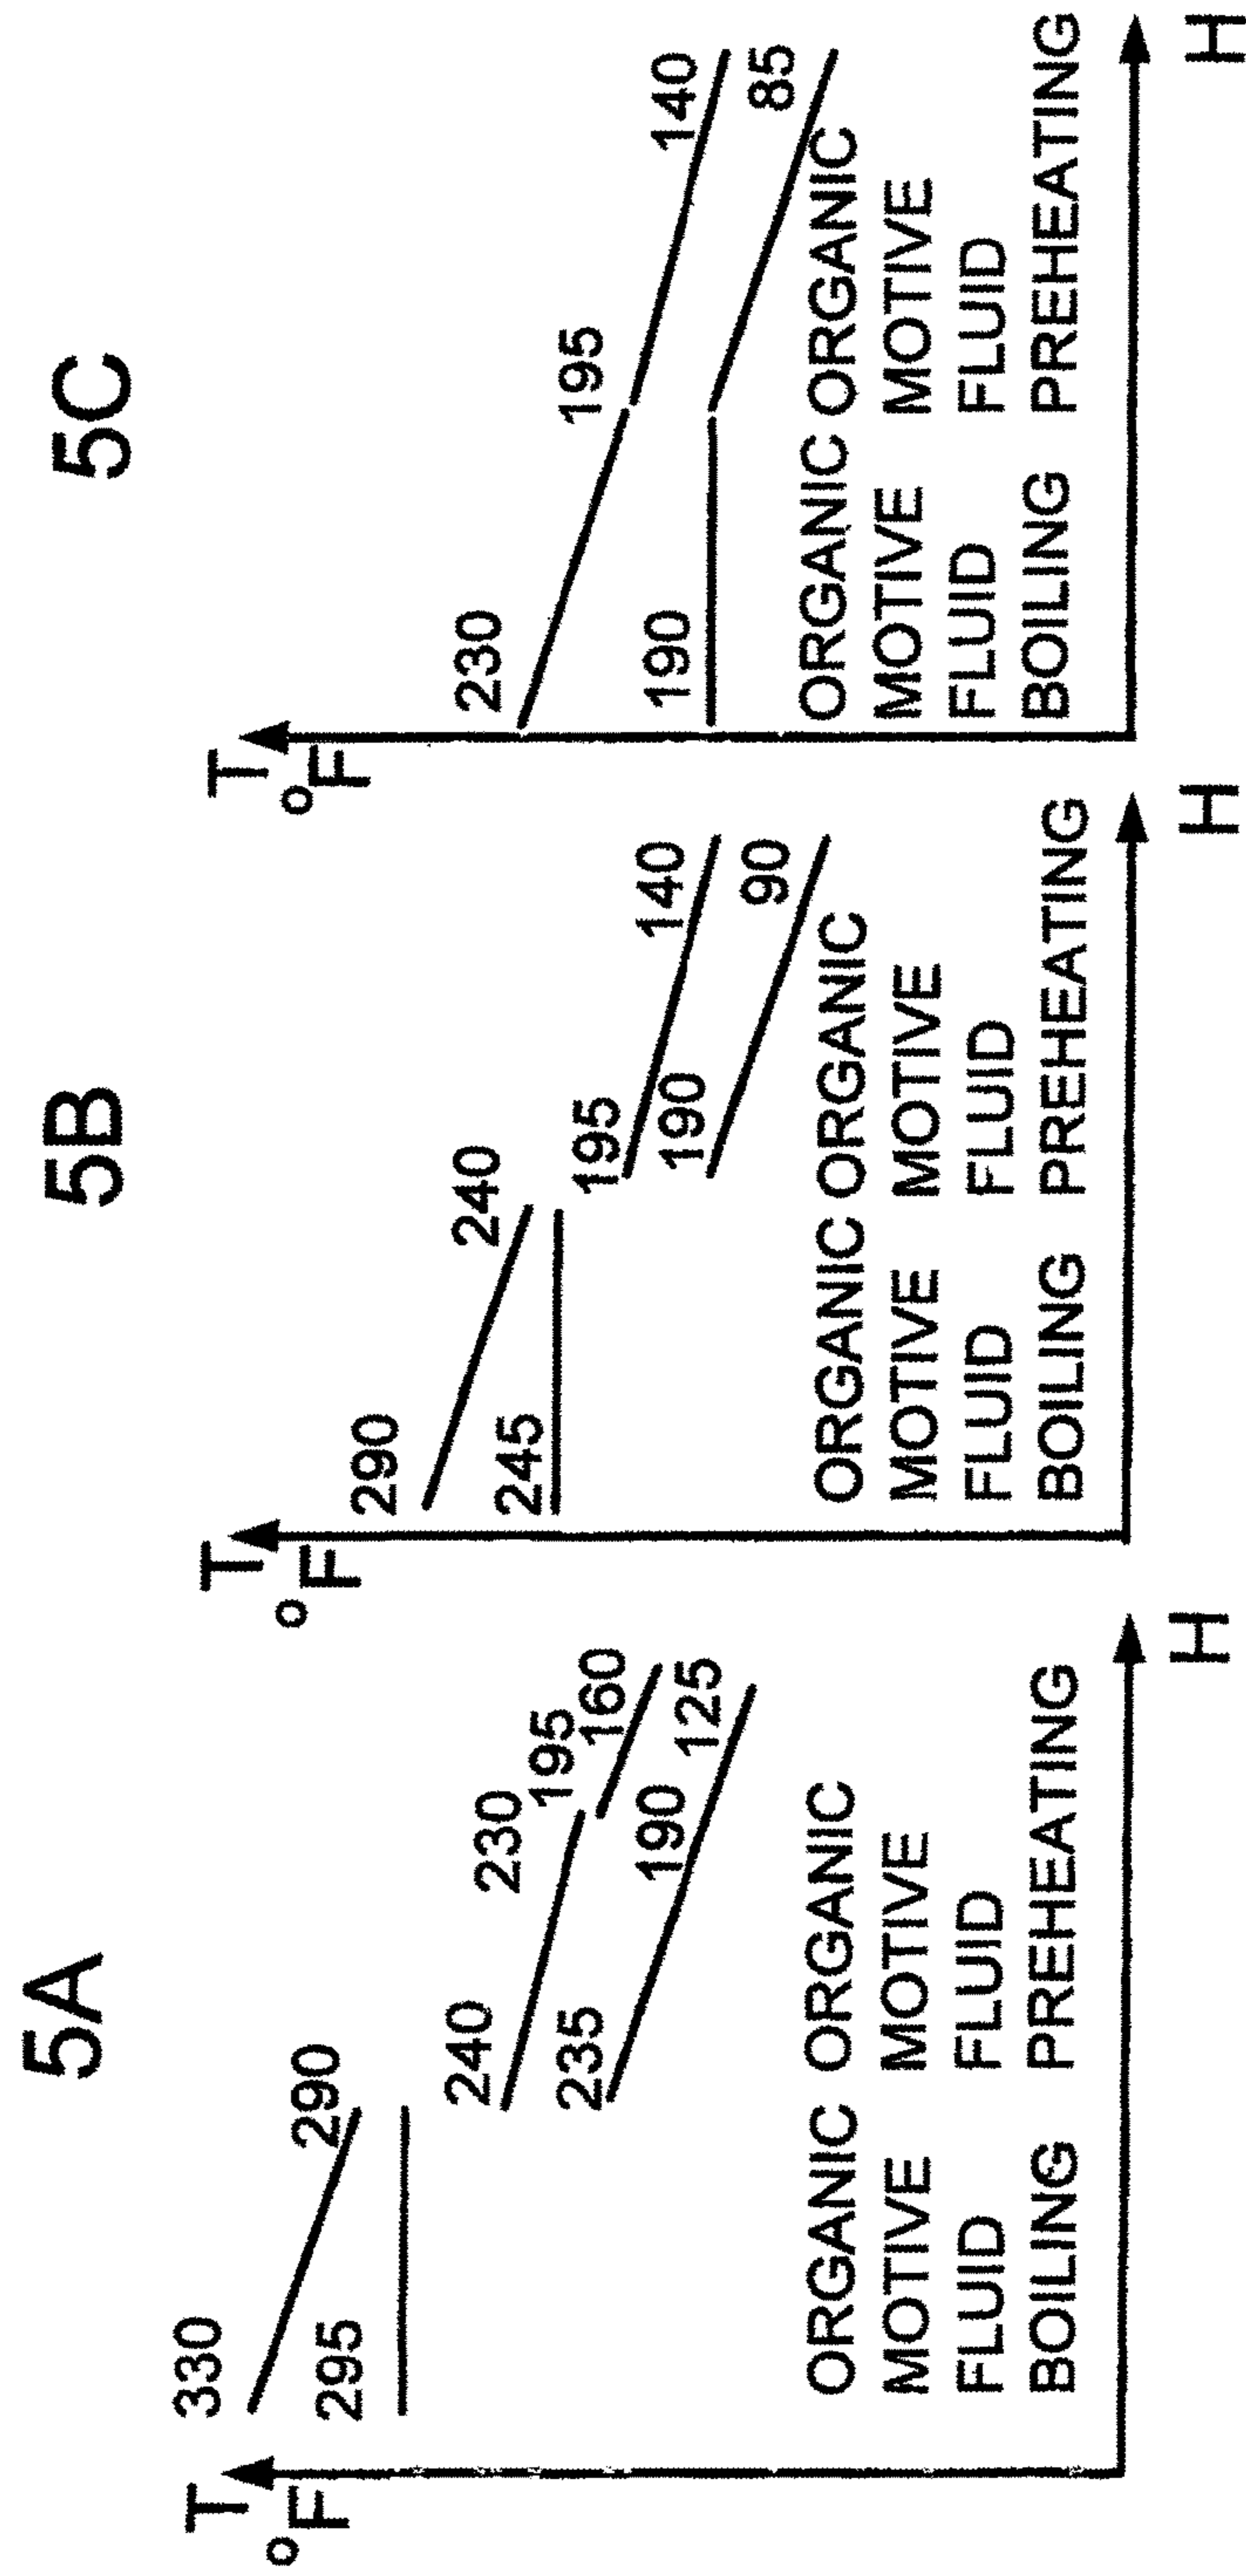 5A
T
°F
330
290
295
240
230
195
160
235
190
125
ORGANIC ORGANIC
MOTIVE MOTIVE
FLUID FLUID
BOILING PREHEATING
H
5B
T
°F
290
240
245
195
140
190
90
ORGANIC ORGANIC
MOTIVE MOTIVE
FLUID FLUID
BOILING PREHEATING
H
5C
T
°F
230
195
140
190
85
ORGANIC ORGANIC
MOTIVE MOTIVE
FLUID FLUID
BOILING PREHEATING
H